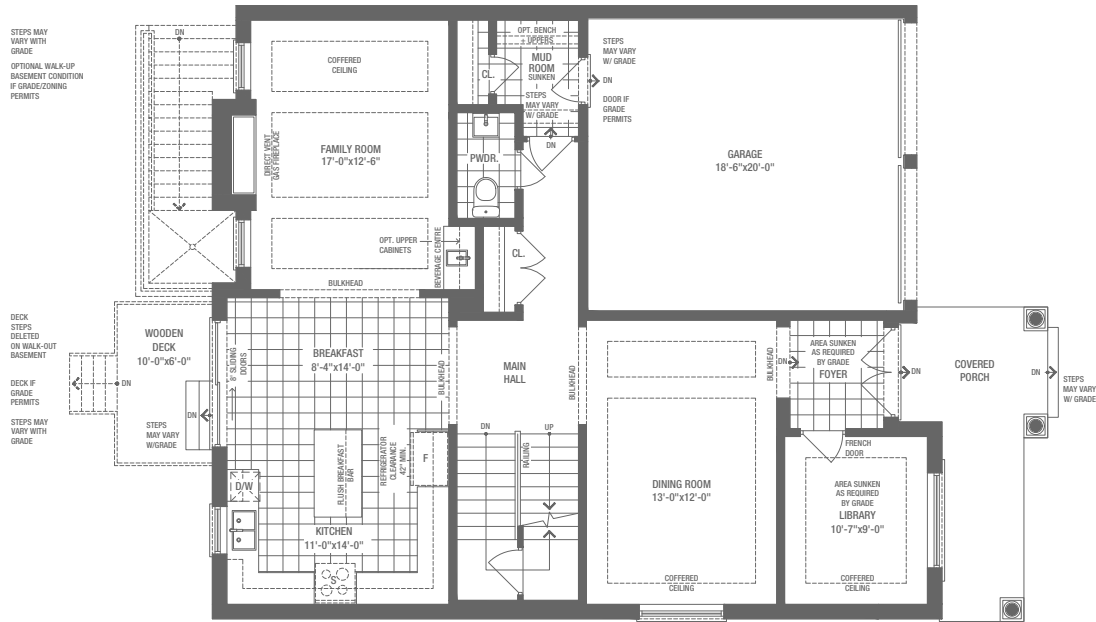 STEPS MAY
VARY WITH
GRADE
OPTIONAL WALK-UP
BASEMENT CONDITION
IF GRADE/ZONING
PERMITS
DN
COFFERED
CEILING
DIRECT VENT
GAS FIREPLACE
FAMILY ROOM
17'-0"x12'-6"
OPT. UPPER
CABINETS
BEVERAGE CENTRE
BULKHEAD
OPT. BENCH
+ UPPERS
CL.
MUD
ROOM
SUNKEN
STEPS
MAY VARY
W/ GRADE
DN
PWDR.
CL.
STEPS
MAY VARY
W/ GRADE
DN
DOOR IF
GRADE
PERMITS
GARAGE
18'-6"x20'-0"
DECK
STEPS
DELETED
ON WALK-OUT
BASEMENT
DECK IF
GRADE
PERMITS
STEPS MAY
VARY WITH
GRADE
WOODEN
DECK
10'-0"x6'-0"
DN
DN
STEPS
MAY VARY
W/GRADE
8' SLIDING
DOORS
BREAKFAST
8'-4"x14'-0"
BULKHEAD
MAIN
HALL
BULKHEAD
FLUSH BREAKFAST
BAR
REFRIGERATOR
CLEARANCE
42" MIN.
F
D/W
KITCHEN
11'-0"x14'-0"
S
DN
UP
RAILING
DINING ROOM
13'-0"x12'-0"
COFFERED
CEILING
BULKHEAD
DN
AREA SUNKEN
AS REQUIRED
BY GRADE
FOYER
DN
COVERED
PORCH
DN
STEPS
MAY VARY
W/ GRADE
FRENCH
DOOR
AREA SUNKEN
AS REQUIRED
BY GRADE
LIBRARY
10'-7"x9'-0"
COFFERED
CEILING